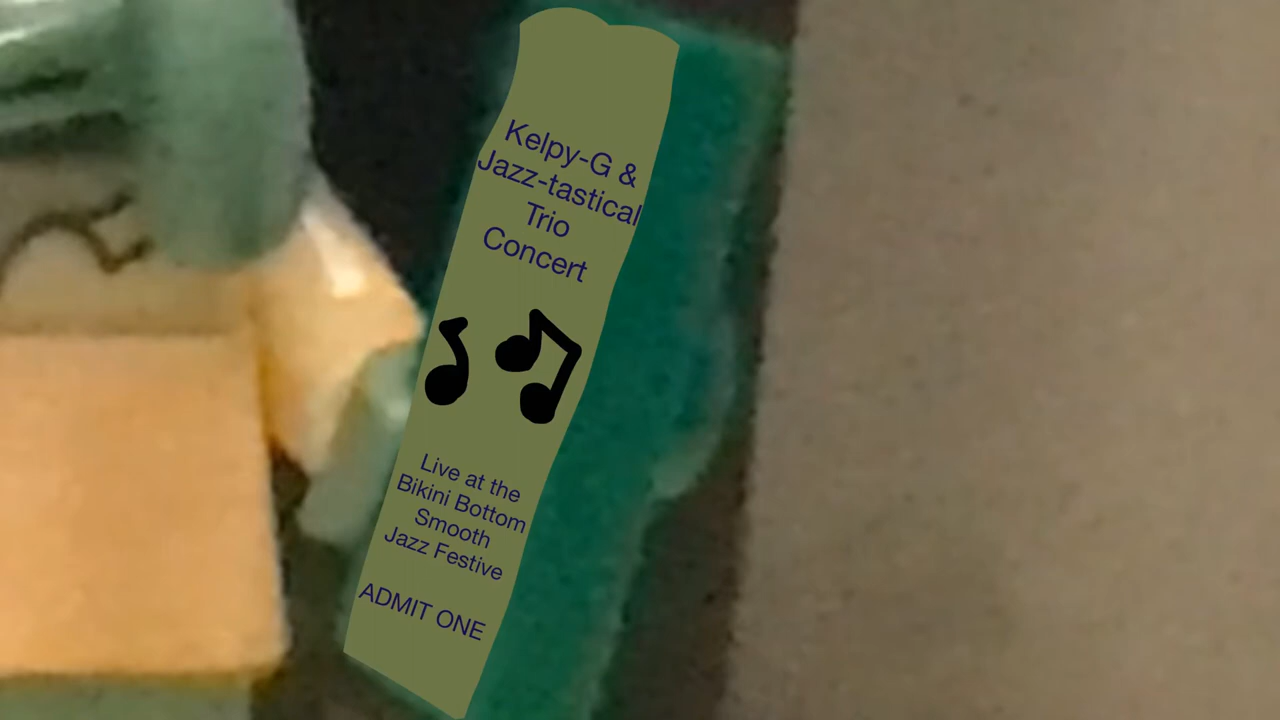 Kelpy-G &
Jazz-tastical
Trio
Concert
Live at the
Bikini Bottom
Smooth
Jazz Festive
ADMIT ONE